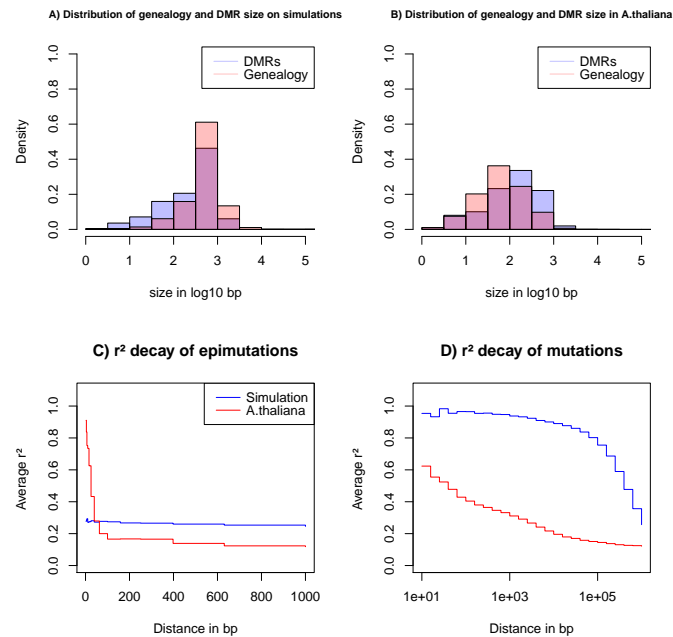 A) Distribution of genealogy and DMR size on simulations
Density
0.0 0.2 0.4 0.6 0.8 1.0
DMRs
Genealogy
0 1 2 3 4 5
size in log10 bp
B) Distribution of genealogy and DMR size in A.thaliana
Density
0.0 0.2 0.4 0.6 0.8 1.0
DMRs
Genealogy
0 1 2 3 4 5
size in log10 bp
C) r² decay of epimutations
Average r²
0.0 0.2 0.4 0.6 0.8 1.0
Simulation
A.thaliana
0 200 400 600 800 1000
Distance in bp
D) r² decay of mutations
Average r²
0.0 0.2 0.4 0.6 0.8 1.0
1e+01 1e+03 1e+05
Distance in bp